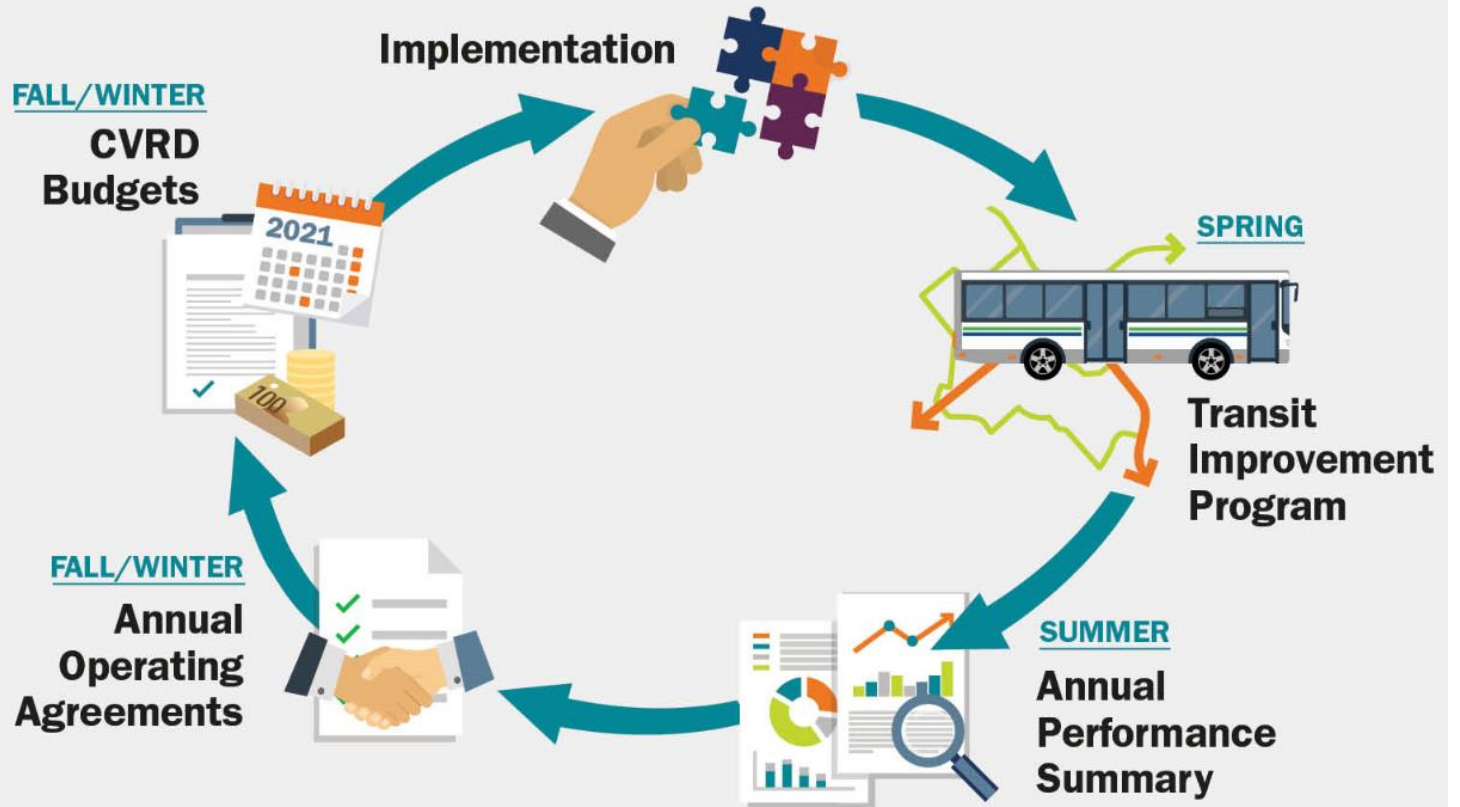 Implementation
FALL/WINTER
CVRD
Budgets
2021
100
SPRING
Transit
Improvement
Program
SUMMER
Annual
Performance
Summary
FALL/WINTER
Annual
Operating
Agreements